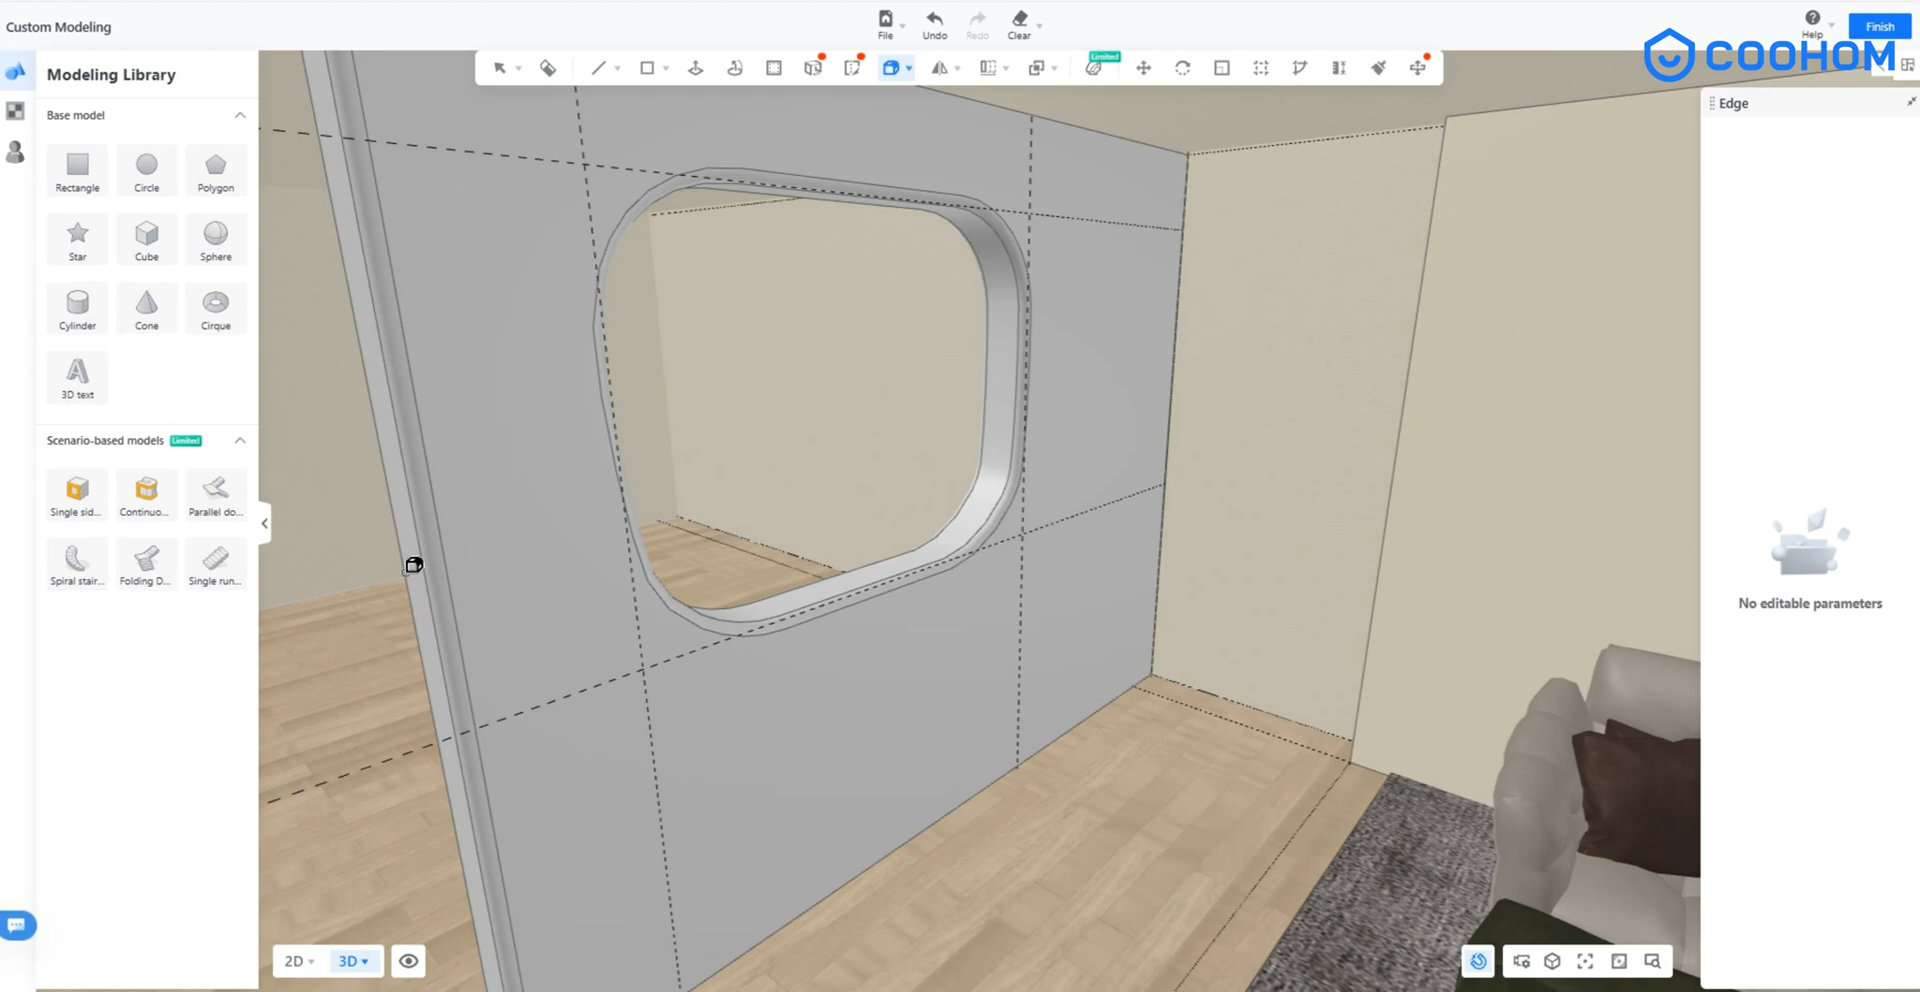 Custom Modeling
File
Undo
Redo
Clear
Help
Finish
COOHOM
Modeling Library
Limited
Edge
Base model
Rectangle
Circle
Polygon
Star
Cube
Sphere
Cylinder
Cone
Cirque
3D text
Scenario-based models Limited
Single sid...
Continuo...
Parallel do...
Spiral stair...
Folding D...
Single run...
No editable parameters
2D
3D